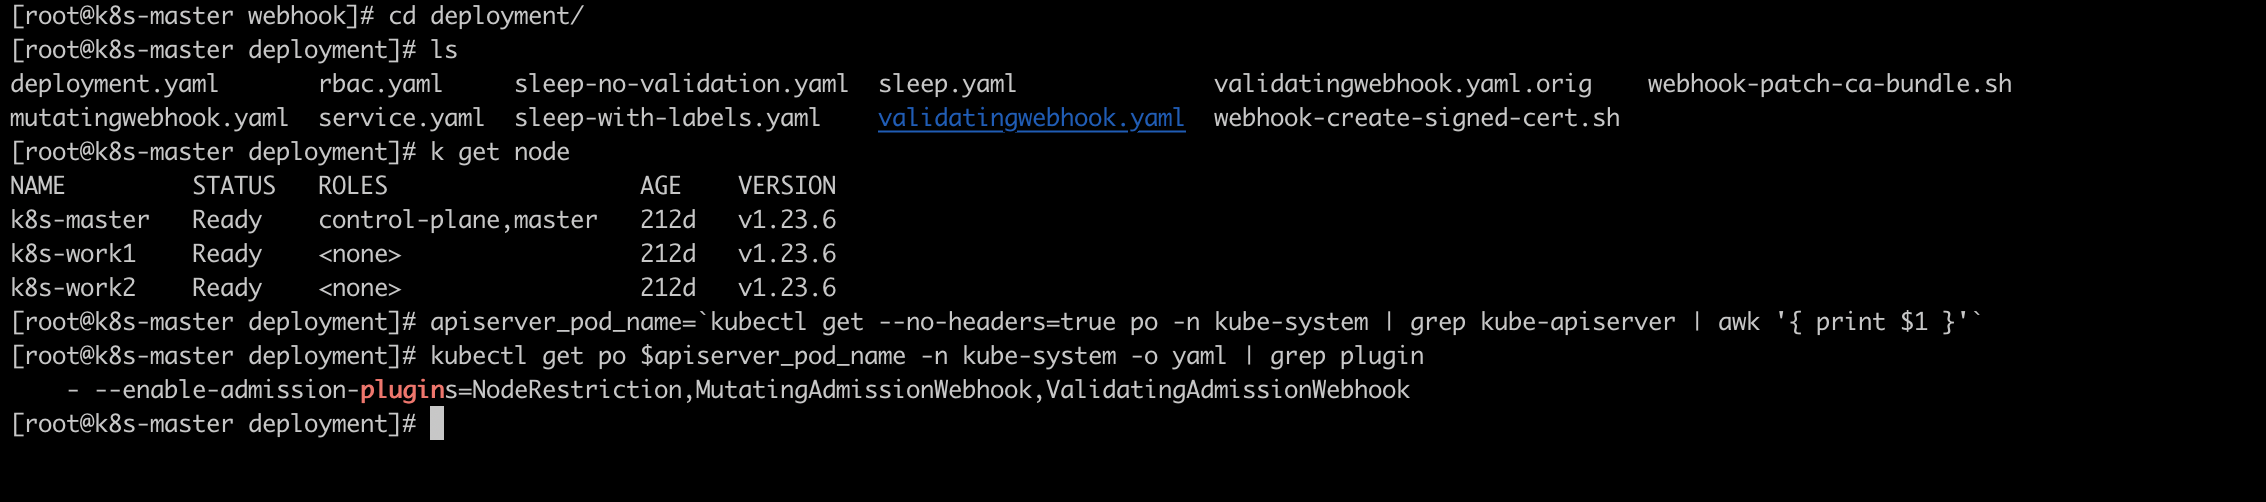 [root@k8s-master webhook]# cd deployment/
[root@k8s-master deployment]# ls
deployment.yaml       rbac.yaml     sleep-no-validation.yaml  sleep.yaml              validatingwebhook.yaml.orig    webhook-patch-ca-bundle.sh
mutatingwebhook.yaml  service.yaml  sleep-with-labels.yaml    validatingwebhook.yaml  webhook-create-signed-cert.sh
[root@k8s-master deployment]# k get node
NAME         STATUS   ROLES                  AGE    VERSION
k8s-master   Ready    control-plane,master   212d   v1.23.6
k8s-work1    Ready    <none>                 212d   v1.23.6
k8s-work2    Ready    <none>                 212d   v1.23.6
[root@k8s-master deployment]# apiserver_pod_name=`kubectl get --no-headers=true po -n kube-system | grep kube-apiserver | awk '{ print $1 }'`
[root@k8s-master deployment]# kubectl get po $apiserver_pod_name -n kube-system -o yaml | grep plugin
    - --enable-admission-plugins=NodeRestriction,MutatingAdmissionWebhook,ValidatingAdmissionWebhook
[root@k8s-master deployment]#